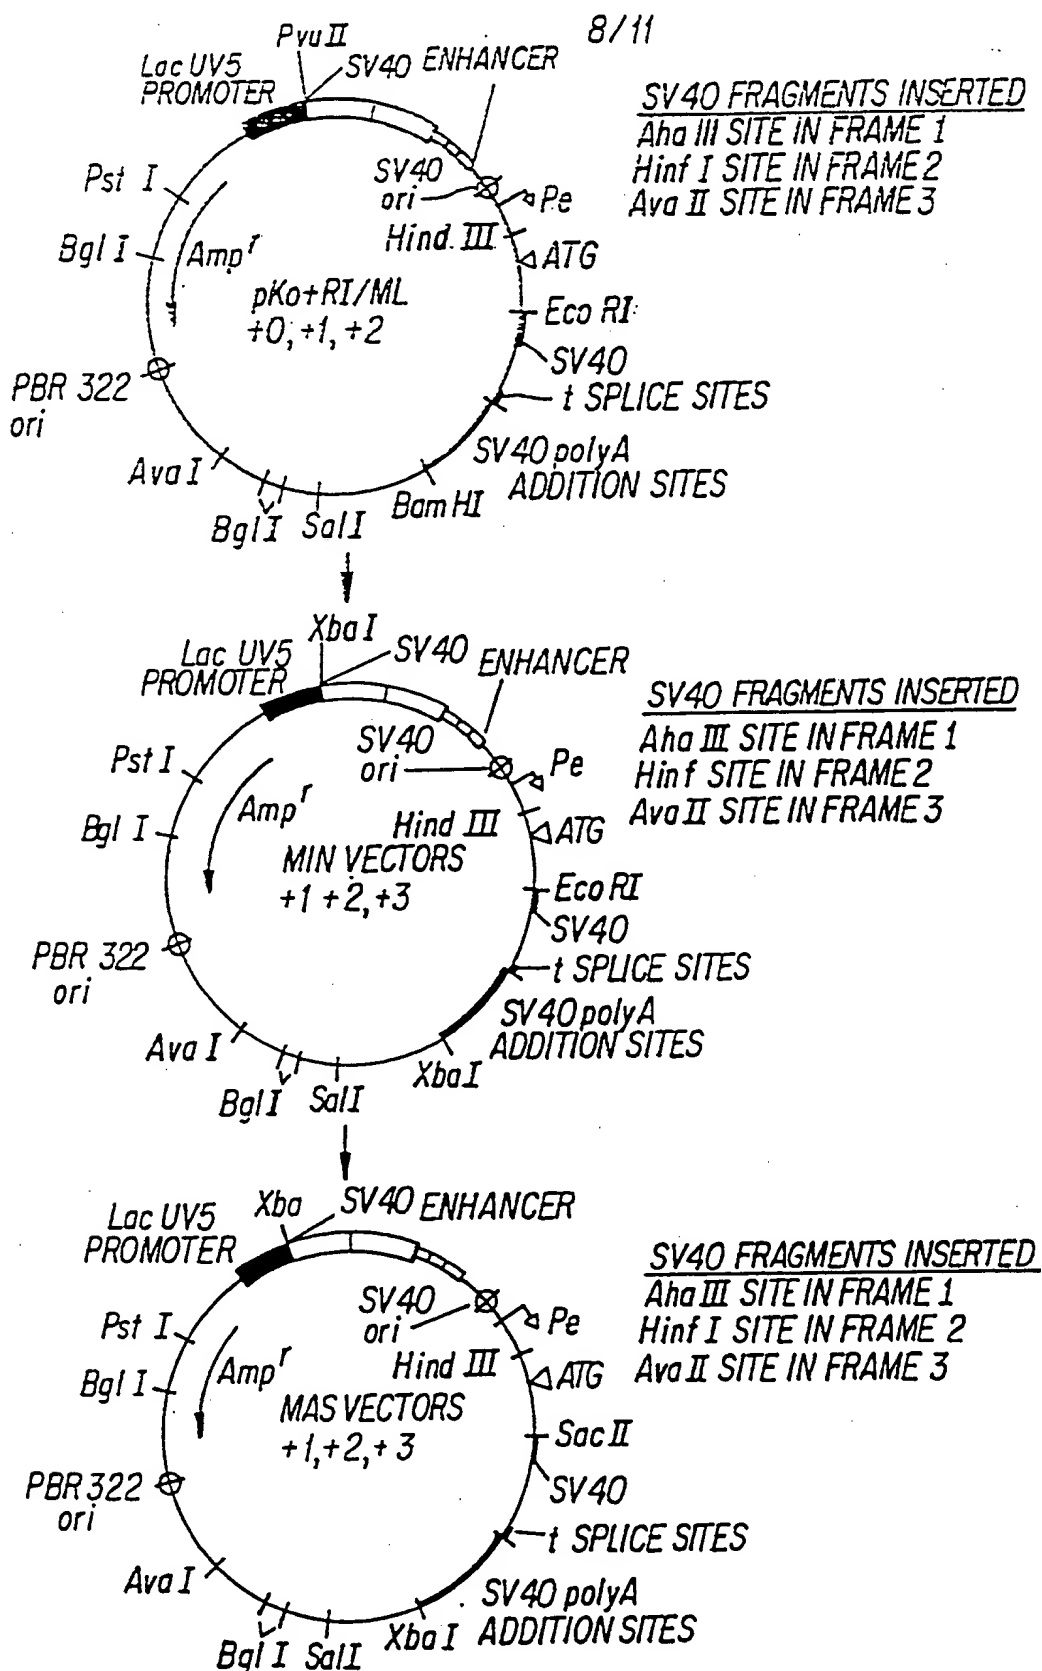 8/11
Pvu II
Lac UV5
PROMOTER
SV40 ENHANCER
SV40 FRAGMENTS INSERTED
Aha III SITE IN FRAME 1
Hinf I SITE IN FRAME 2
Ava II SITE IN FRAME 3
Pst I
SV40
ori
Pe
Bgl I
Amp r
Hind. III
ATG
pKo+RI/ML
+0, +1, +2
Eco RI
SV40
PBR 322
ori
t SPLICE SITES
SV40 polyA
ADDITION SITES
Ava I
Bgl I
Sal I
Bam HI
Xba I
Lac UV5
PROMOTER
SV40 ENHANCER
SV40 FRAGMENTS INSERTED
Aha III SITE IN FRAME 1
Hinf SITE IN FRAME 2
Ava II SITE IN FRAME 3
Pst I
SV40
ori
Pe
Bgl I
Amp r
Hind III
ATG
MIN VECTORS
+1 +2, +3
Eco RI
SV40
PBR 322
ori
t SPLICE SITES
SV40 polyA
ADDITION SITES
Ava I
Bgl I
Sal I
Xba I
Xba
Lac UV5
PROMOTER
SV40 ENHANCER
SV40 FRAGMENTS INSERTED
Aha III SITE IN FRAME 1
Hinf I SITE IN FRAME 2
Ava II SITE IN FRAME 3
Pst I
SV40
ori
Pe
Bgl I
Amp r
Hind III
ATG
MAS VECTORS
+1, +2, +3
Sac II
SV40
PBR 322
ori
t SPLICE SITES
Ava I
SV40 polyA
ADDITION SITES
Bgl I
Sal I
Xba I